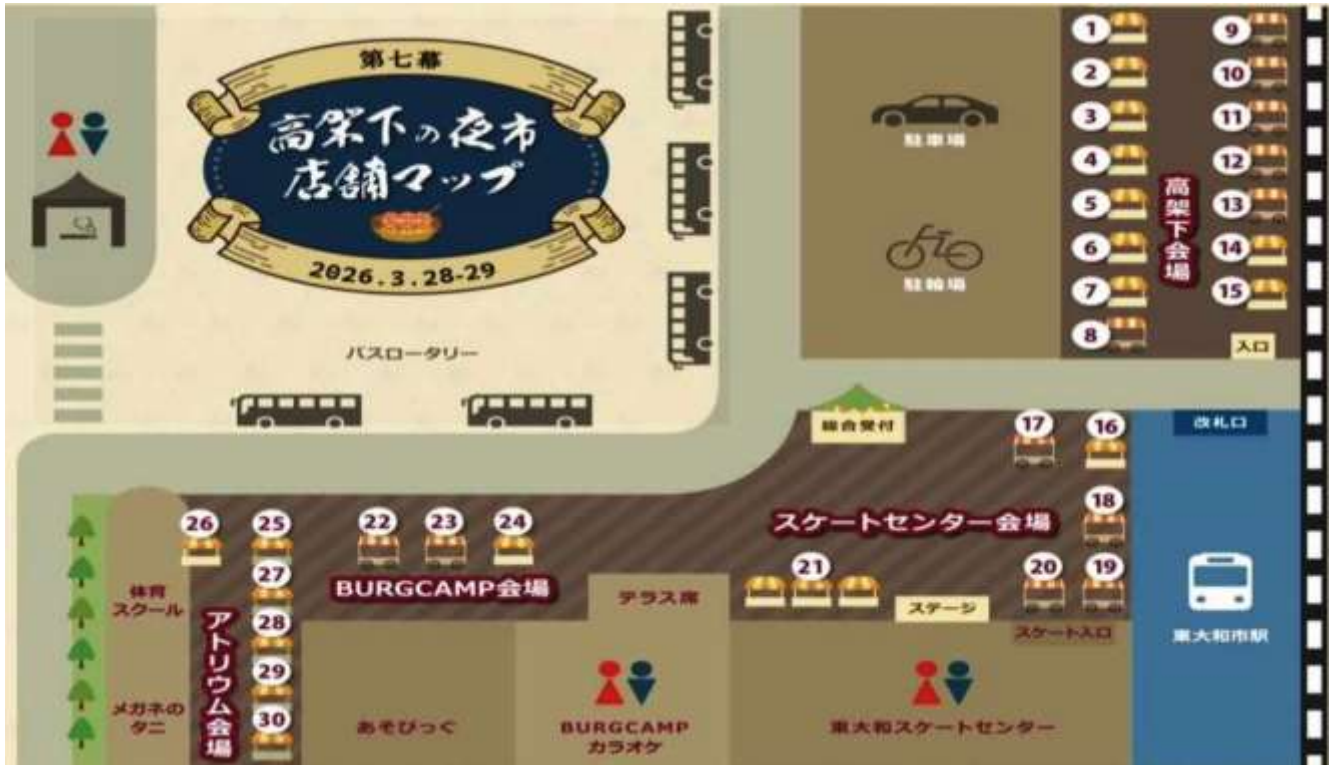 第七幕
高架下の夜市
店舗マップ
2026.3.28-29
バスロータリー
駐車場
駐輪場
1
2
3
4
5
6
7
8
9
10
11
12
13
14
15
高架下会場
入口
総合受付
17
16
改札口
18
スケートセンター会場
26
25
22
23
24
27
BURGCAMP会場
21
20
19
テラス席
ステージ
スケート入口
東大和市駅
体育
スクール
アトリウム会場
28
29
30
メガネの
タニ
あそびっぐ
BURGCAMP
カラオケ
東大和スケートセンター